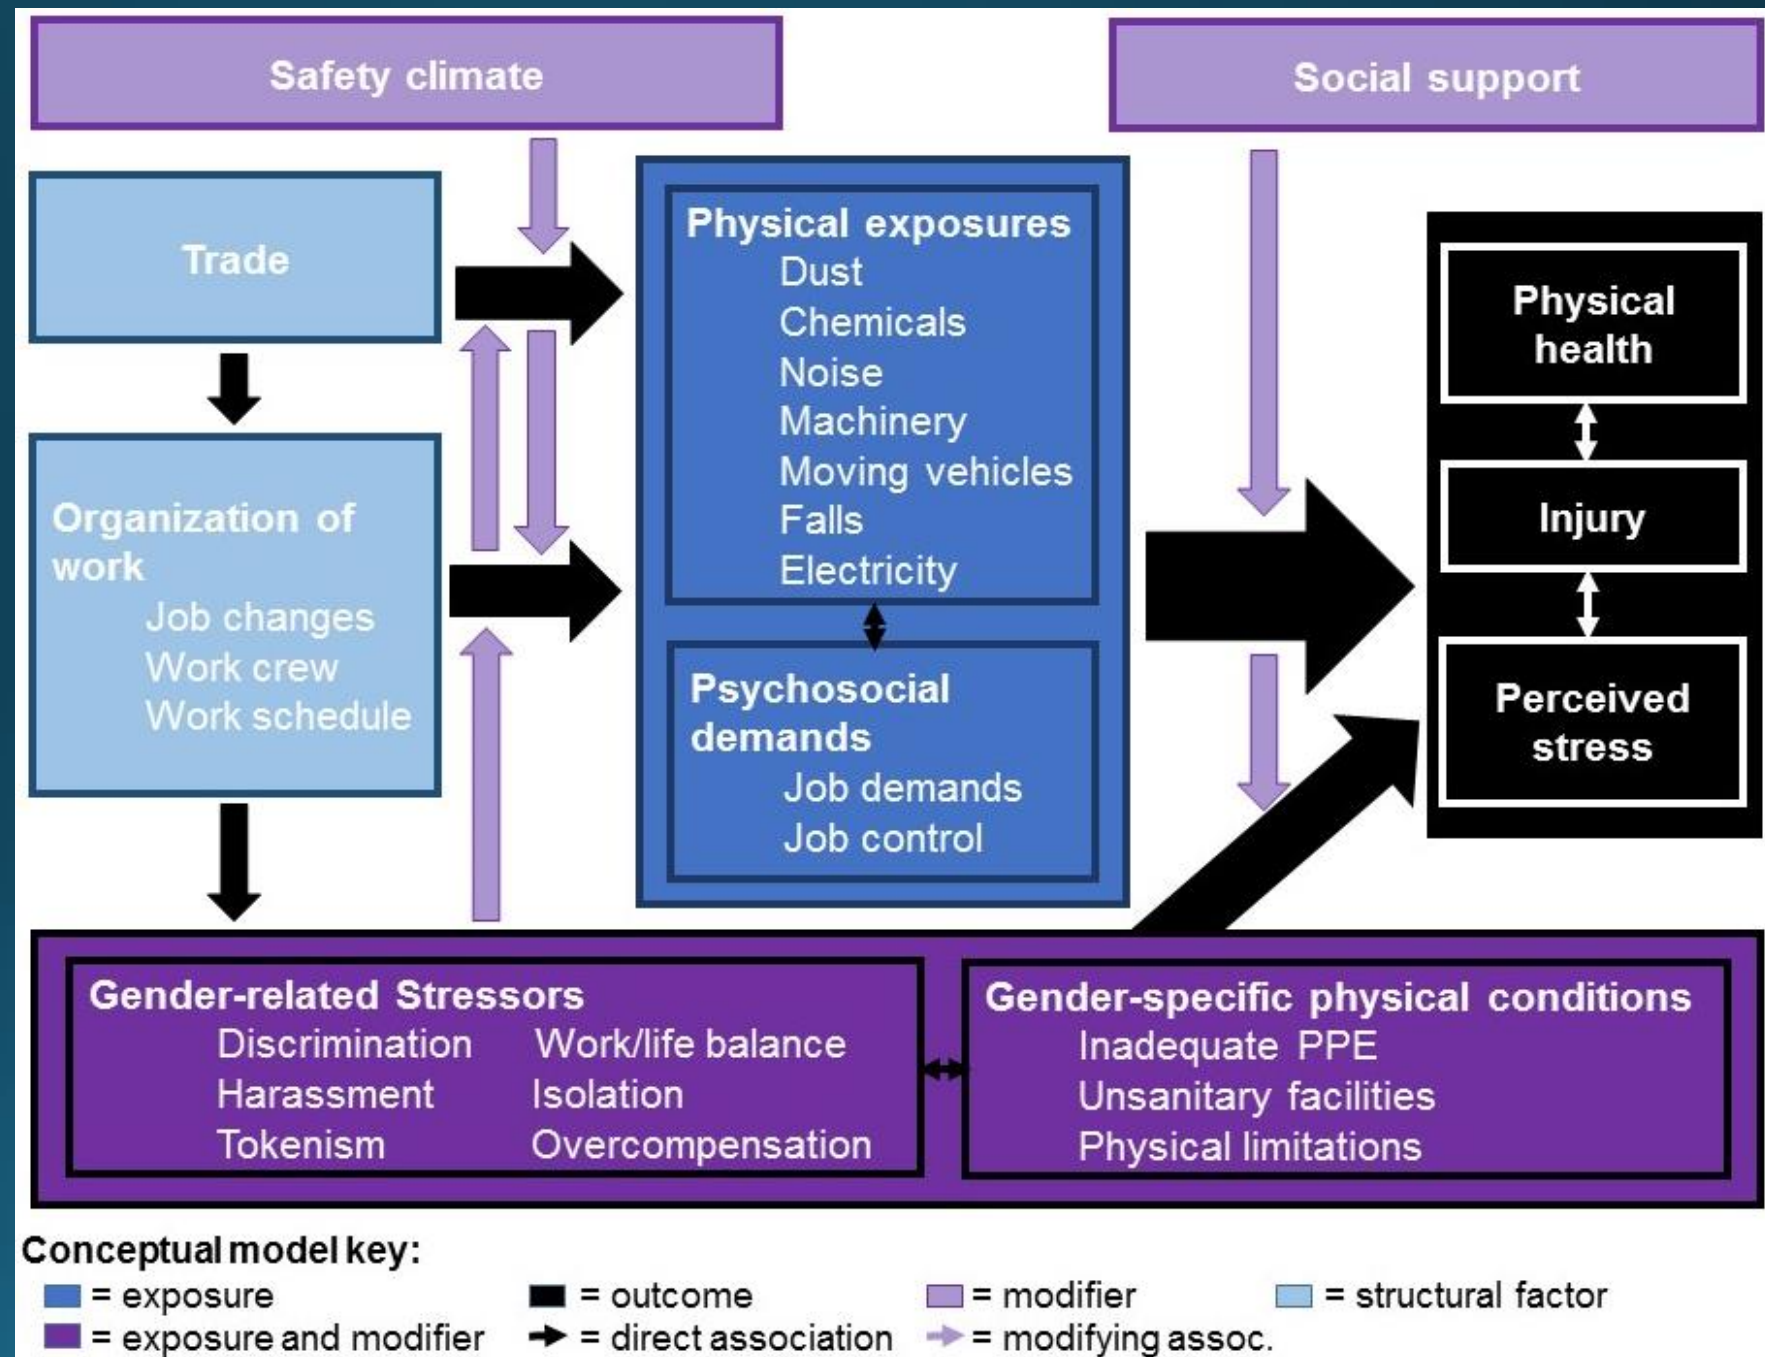 Safety climate
Social support
Trade
Organization of
work
Job changes
Work crew
Work schedule
Physical exposures
Dust
Chemicals
Noise
Machinery
Moving vehicles
Falls
Electricity
Psychosocial
demands
Job demands
Job control
Physical
health
Injury
Perceived
stress
Gender-related Stressors
Discrimination Work/life balance
Harassment Isolation
Tokenism Overcompensation
Gender-specific physical conditions
Inadequate PPE
Unsanitary facilities
Physical limitations
Conceptual model key:
= exposure = outcome = modifier = structural factor
= exposure and modifier = direct association = modifying assoc.